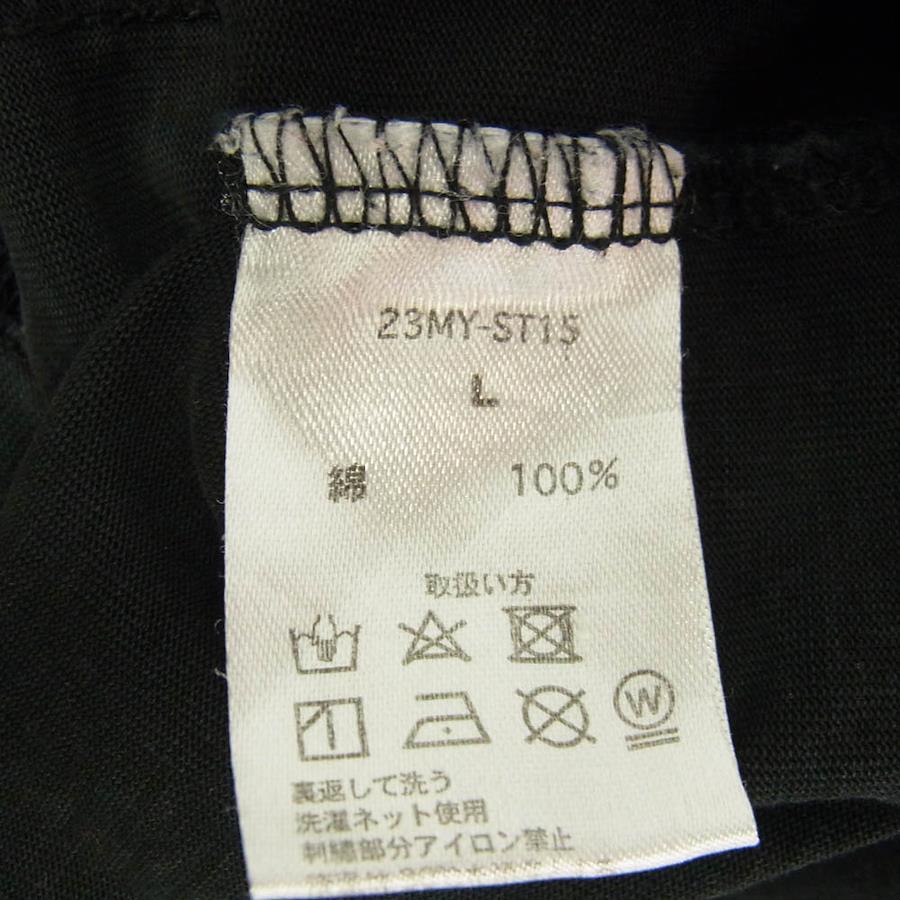 23MY-ST15
L
綿 100%
取扱い方
W
裏返して洗う
洗濯ネット使用
刺繍部分アイロン禁止